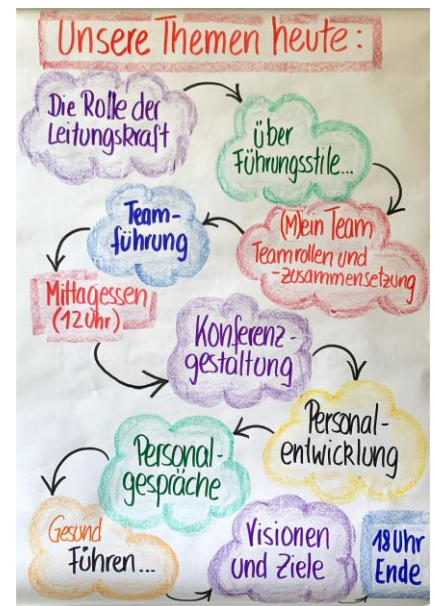 Unsere Themen heute:
Die Rolle der
Leitungskraft
über
Führungsstile...
(M)ein Team
Teamrollen und
-zusammensetzung
Team-
führung
Mittagessen
(12 Uhr)
Konferenz-
gestaltung
Personal-
entwicklung
Personal-
gespräche
Gesund
Führen...
Visionen
und Ziele
18 Uhr
Ende